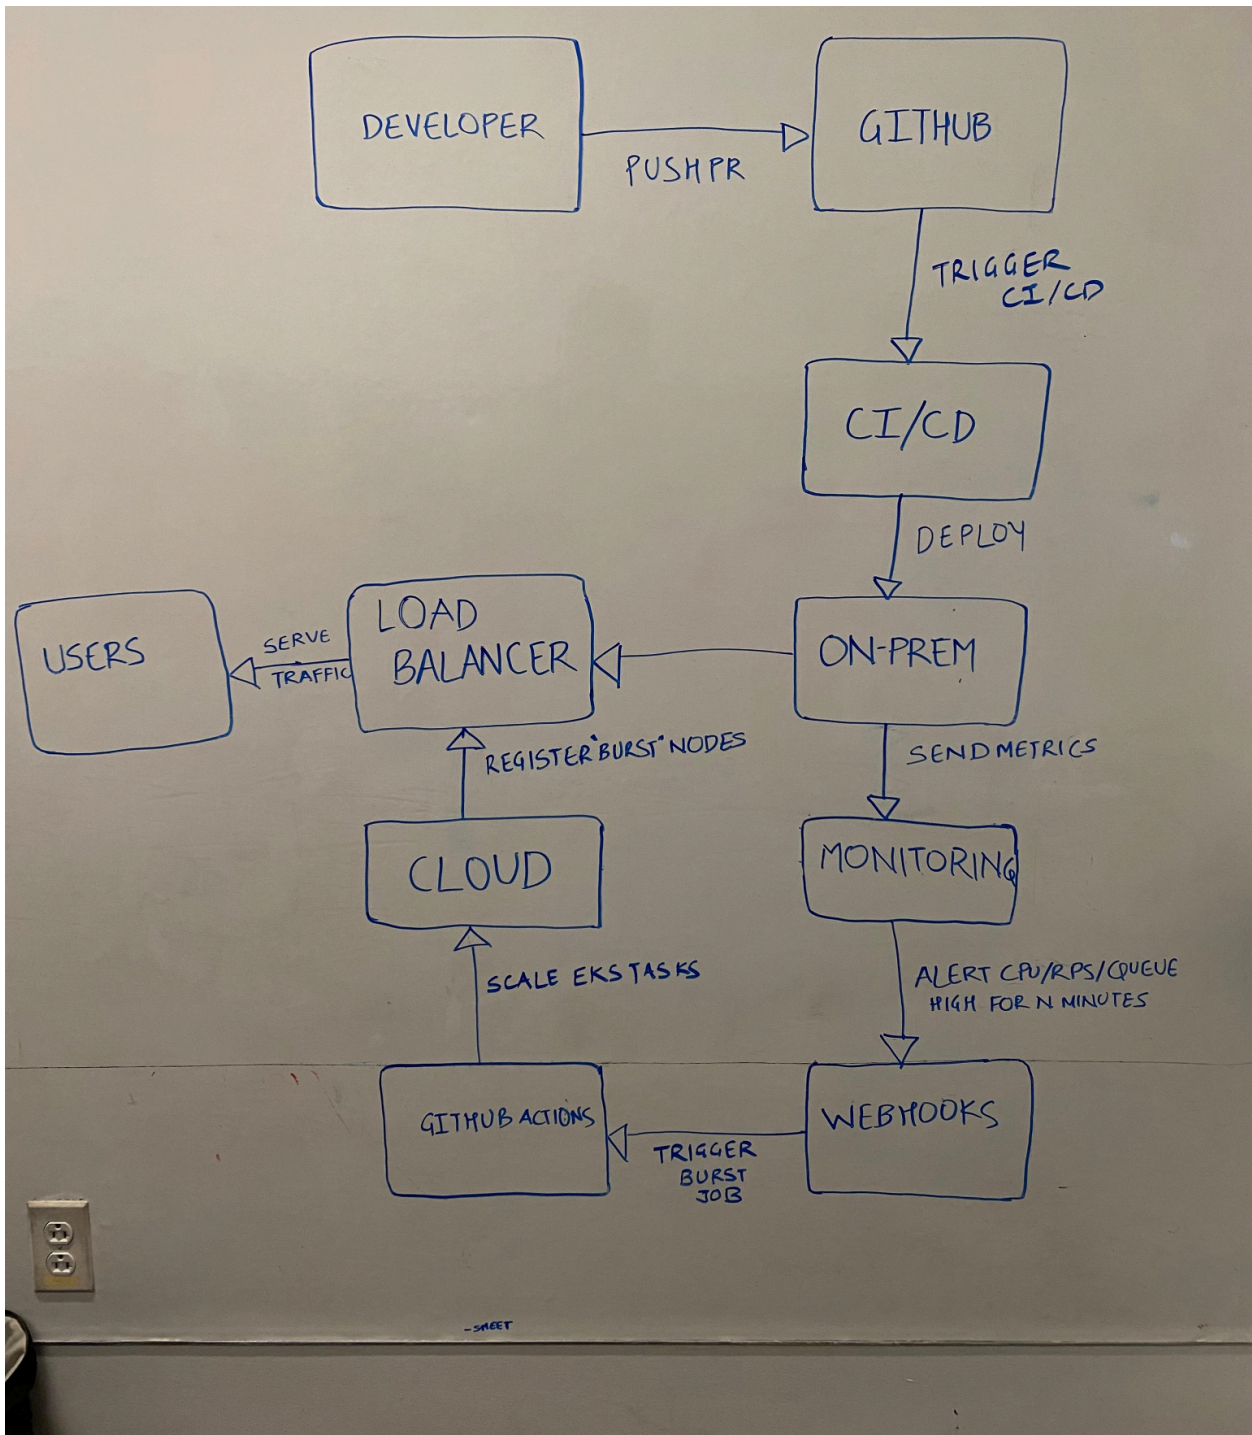 DEVELOPER
PUSH PR
GITHUB
TRIGGER
CI/CD
CI/CD
DEPLOY
USERS
SERVE
TRAFFIC
LOAD
BALANCER
ON-PREM
REGISTER "BURST" NODES
SEND METRICS
CLOUD
MONITORING
SCALE EKS TASKS
ALERT CPU/RPS/QUEUE
HIGH FOR N MINUTES
GITHUB ACTIONS
TRIGGER
BURST
JOB
WEBHOOKS
-SMEET